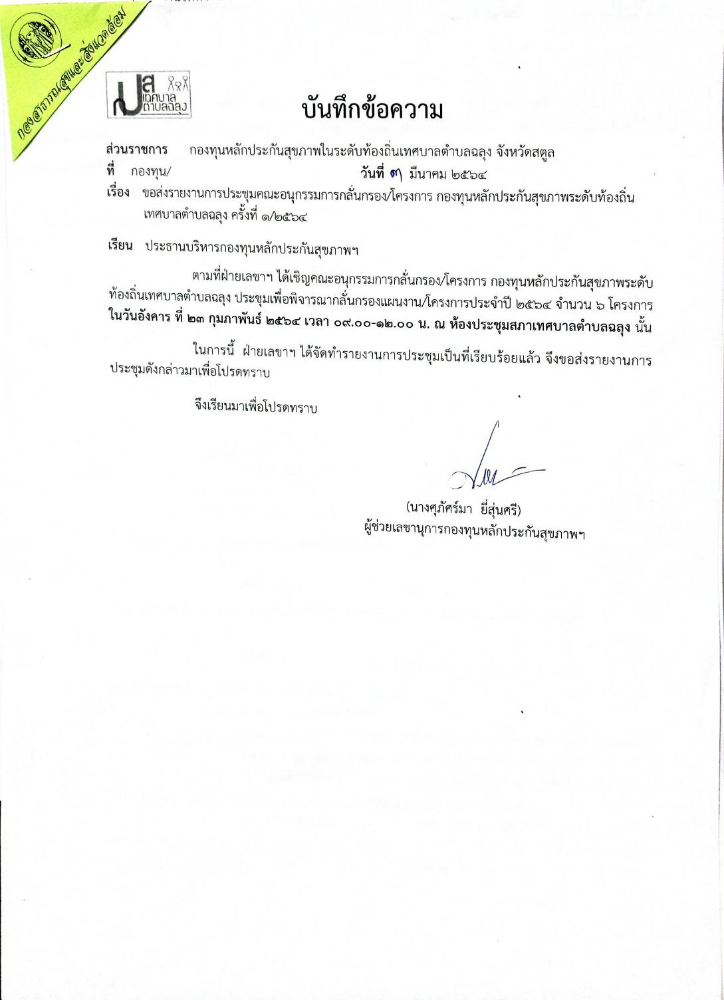 กองสาธารณสุขและสิ่งแวดล้อม
ปส
เทศบาล
ตำบลฉลุง
บันทึกข้อความ
ส่วนราชการ กองทุนหลักประกันสุขภาพในระดับท้องถิ่นเทศบาลตำบลฉลุง จังหวัดสตูล
ที่ กองทุน/ วันที่ ๓ มีนาคม ๒๕๖๔
เรื่อง ขอส่งรายงานการประชุมคณะอนุกรรมการกลั่นกรอง/โครงการ กองทุนหลักประกันสุขภาพระดับท้องถิ่น
เทศบาลตำบลฉลุง ครั้งที่ ๑/๒๕๖๔
เรียน ประธานบริหารกองทุนหลักประกันสุขภาพฯ
ตามที่ฝ่ายเลขาฯ ได้เชิญคณะอนุกรรมการกลั่นกรอง/โครงการ กองทุนหลักประกันสุขภาพระดับ
ท้องถิ่นเทศบาลตำบลฉลุง ประชุมเพื่อพิจารณากลั่นกรองแผนงาน/โครงการประจำปี ๒๕๖๔ จำนวน ๖ โครงการ
ในวันอังคาร ที่ ๒๓ กุมภาพันธ์ ๒๕๖๔ เวลา ๐๙.๐๐-๑๒.๐๐ น. ณ ห้องประชุมสภาเทศบาลตำบลฉลุง นั้น
ในการนี้ ฝ่ายเลขาฯ ได้จัดทำรายงานการประชุมเป็นที่เรียบร้อยแล้ว จึงขอส่งรายงานการ
ประชุมดังกล่าวมาเพื่อโปรดทราบ
จึงเรียนมาเพื่อโปรดทราบ
(นางศุภัศร์มา ยี่สุ่นศรี)
ผู้ช่วยเลขานุการกองทุนหลักประกันสุขภาพฯ